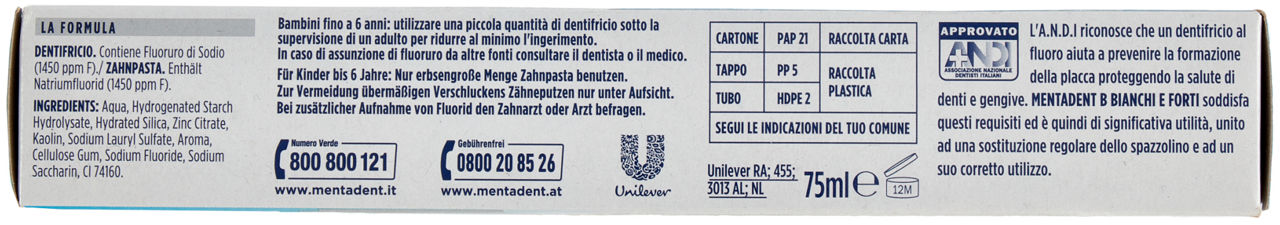 LA FORMULA
DENTIFRICIO. Contiene Fluoruro di Sodio
(1450 ppm F)./ ZAHNPASTA. Enthält
Natriumfluorid (1450 ppm F).
INGREDIENTS: Aqua, Hydrogenated Starch
Hydrolysate, Hydrated Silica, Zinc Citrate,
Kaolin, Sodium Lauryl Sulfate, Aroma,
Cellulose Gum, Sodium Fluoride, Sodium
Saccharin, CI 74160.
Bambini fino a 6 anni: utilizzare una piccola quantità di dentifricio sotto la
supervisione di un adulto per ridurre al minimo l'ingerimento.
In caso di assunzione di fluoruro da altre fonti consultare il dentista o il medico.
Für Kinder bis 6 Jahre: Nur erbsengroße Menge Zahnpasta benutzen.
Zur Vermeidung übermäßigen Verschluckens Zähneputzen nur unter Aufsicht.
Bei zusätzlicher Aufnahme von Fluorid den Zahnarzt oder Arzt befragen.
Numero Verde
800 800 121
www.mentadent.it
Gebührenfrei
0800 20 85 26
www.mentadent.at
Unilever
CARTONE PAP 21 RACCOLTA CARTA
TAPPO PP 5 RACCOLTA
PLASTICA
TUBO HDPE 2
SEGUI LE INDICAZIONI DEL TUO COMUNE
Unilever RA; 455;
3013 AL; NL
75ml e
12M
APPROVATO
ANDI
ASSOCIAZIONE NAZIONALE
DENTISTI ITALIANI
L'A.N.D.I riconosce che un dentifricio al
fluoro aiuta a prevenire la formazione
della placca proteggendo la salute di
denti e gengive. MENTADENT B BIANCHI E FORTI soddisfa
questi requisiti ed è quindi di significativa utilità, unito
ad una sostituzione regolare dello spazzolino e ad un
suo corretto utilizzo.